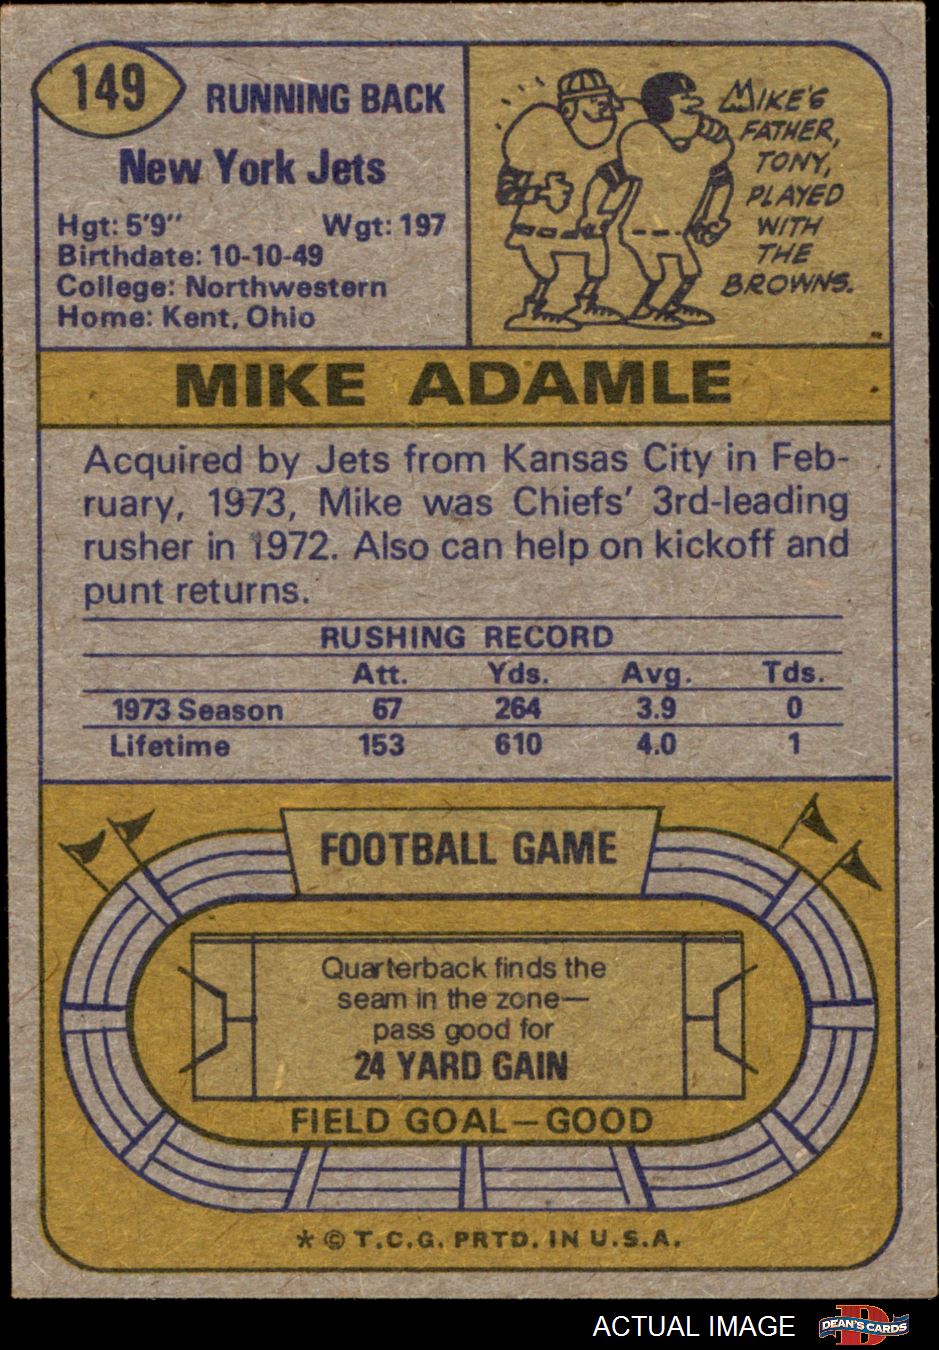 149
RUNNING BACK
New York Jets
Hgt: 5'9" Wgt: 197
Birthdate: 10-10-49
College: Northwestern
Home: Kent, Ohio
MIKE'S
FATHER,
TONY,
PLAYED
WITH
THE
BROWNS.
MIKE ADAMLE
Acquired by Jets from Kansas City in Feb-
ruary, 1973, Mike was Chiefs' 3rd-leading
rusher in 1972. Also can help on kickoff and
punt returns.
RUSHING RECORD
Att. Yds. Avg. Tds.
1973 Season 67 264 3.9 0
Lifetime 153 610 4.0 1
FOOTBALL GAME
Quarterback finds the
seam in the zone—
pass good for
24 YARD GAIN
FIELD GOAL—GOOD
* © T.C.G. PRTD. IN U.S.A.
ACTUAL IMAGE
D
DEAN'S CARDS